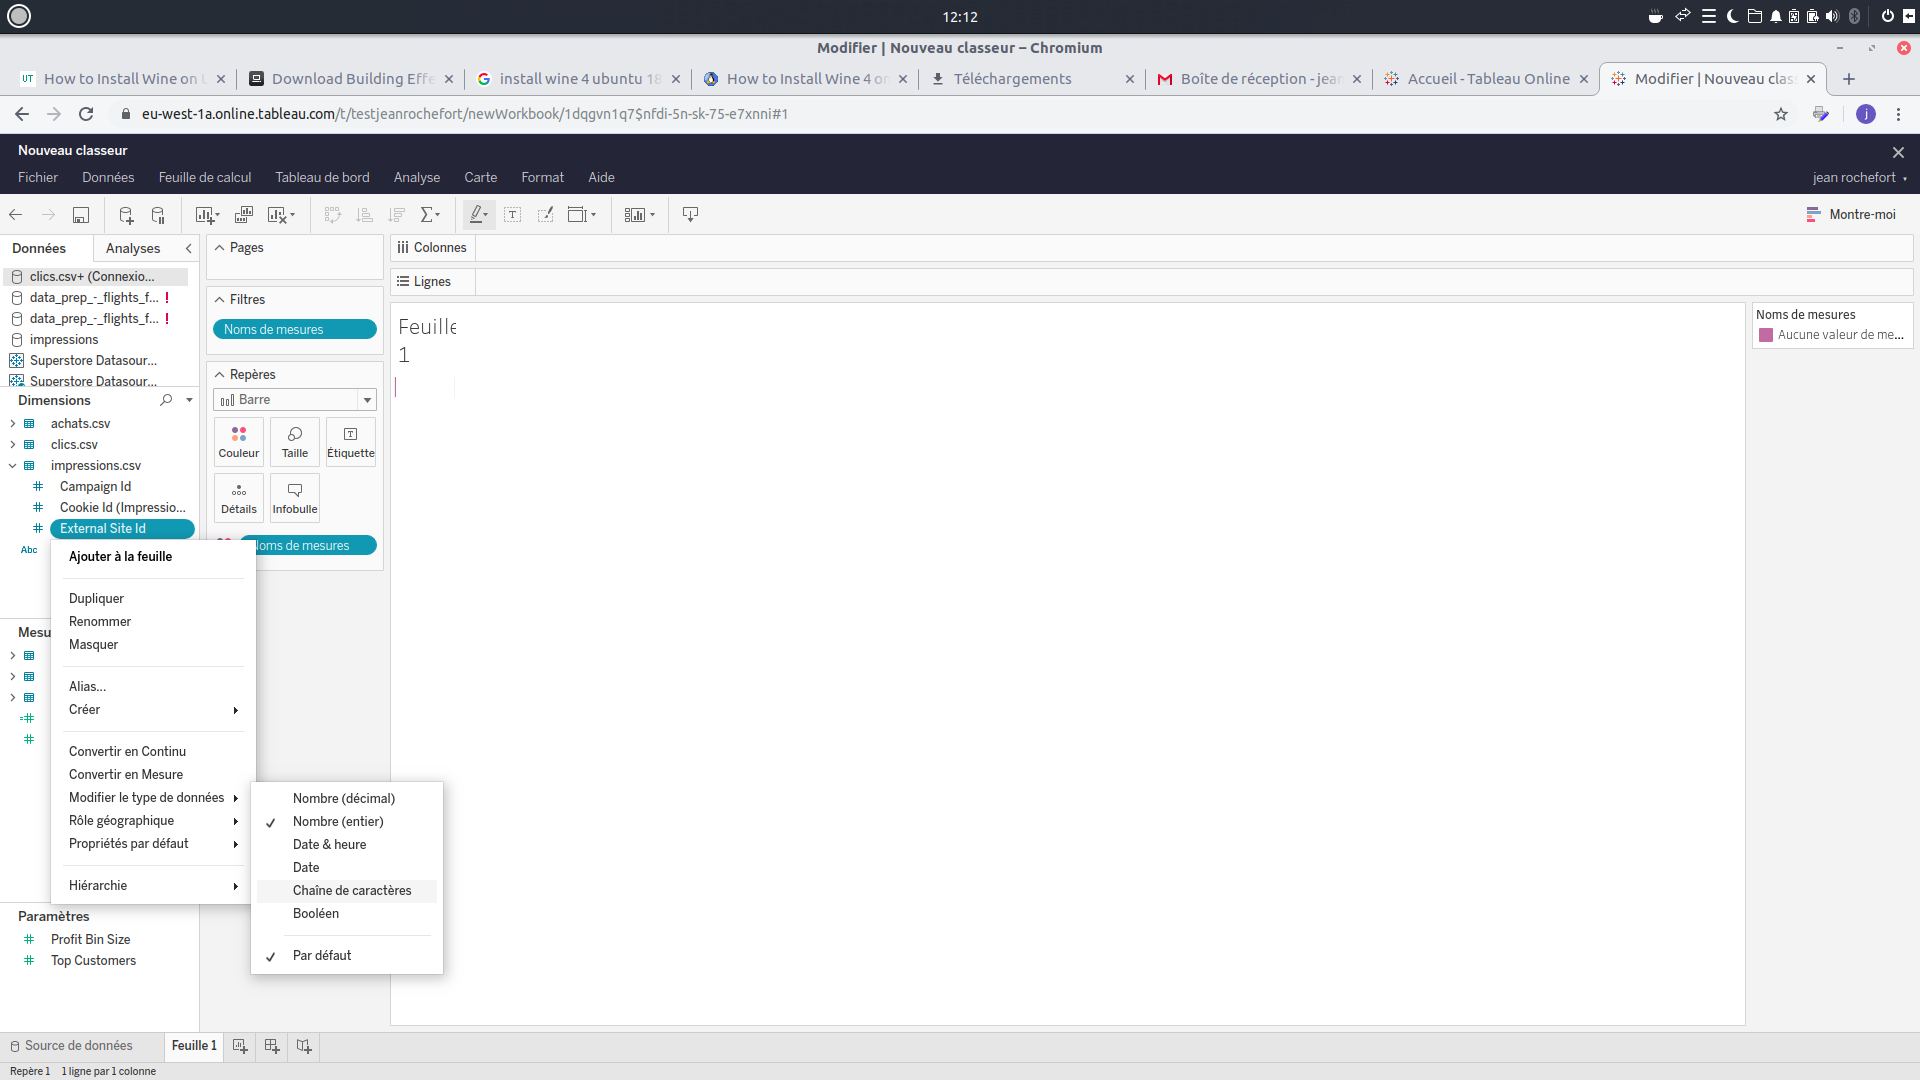 12:12
Modifier | Nouveau classeur – Chromium
How to Install Wine on U
Download Building Effe
install wine 4 ubuntu 18
How to Install Wine 4 on
Téléchargements
Boîte de réception - jean
Accueil - Tableau Online
Modifier | Nouveau class
eu-west-1a.online.tableau.com/t/testjeanrochefort/newWorkbook/1dqgvn1q7$nfdi-5n-sk-75-e7xnni#1
Nouveau classeur
Fichier Données Feuille de calcul Tableau de bord Analyse Carte Format Aide
jean rochefort
Montre-moi
Données
Analyses
clics.csv+ (Connexio...
data_prep_-_flights_f... !
data_prep_-_flights_f... !
impressions
Superstore Datasour...
Superstore Datasour...
Dimensions
achats.csv
clics.csv
impressions.csv
Campaign Id
Cookie Id (Impressio...
External Site Id
Abc
Mesu
Pages
Filtres
Noms de mesures
Repères
Barre
Couleur
Taille
Étiquette
Détails
Infobulle
Noms de mesures
Colonnes
Lignes
Feuille
1
Noms de mesures
Aucune valeur de me...
Ajouter à la feuille
Dupliquer
Renommer
Masquer
Alias...
Créer
Convertir en Continu
Convertir en Mesure
Modifier le type de données
Rôle géographique
Propriétés par défaut
Hiérarchie
Nombre (décimal)
Nombre (entier)
Date & heure
Date
Chaîne de caractères
Booléen
Par défaut
Paramètres
Profit Bin Size
Top Customers
Source de données
Feuille 1
Repère 1 1 ligne par 1 colonne